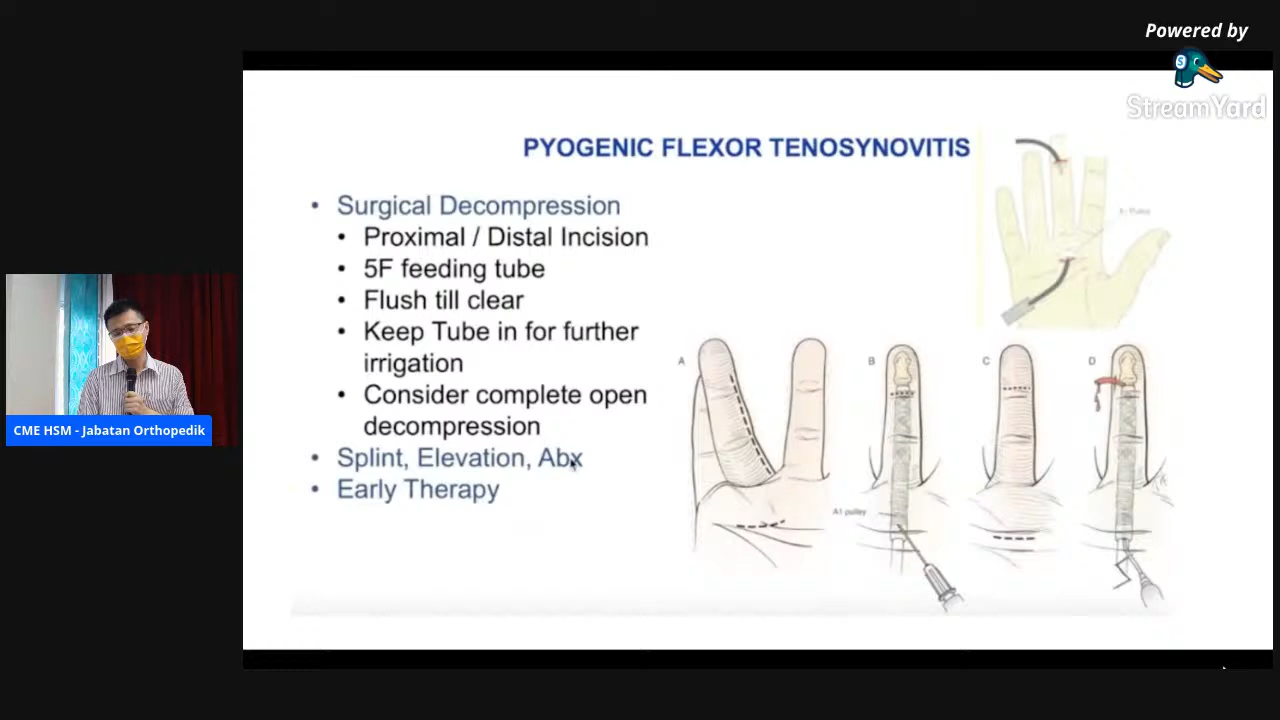 Powered by
StreamYard
PYOGENIC FLEXOR TENOSYNOVITIS
• Surgical Decompression
• Proximal / Distal Incision
• 5F feeding tube
• Flush till clear
• Keep Tube in for further
irrigation
• Consider complete open
decompression
• Splint, Elevation, Abx
• Early Therapy
A
B
C
D
A1 pulley
CME HSM - Jabatan Orthopedik